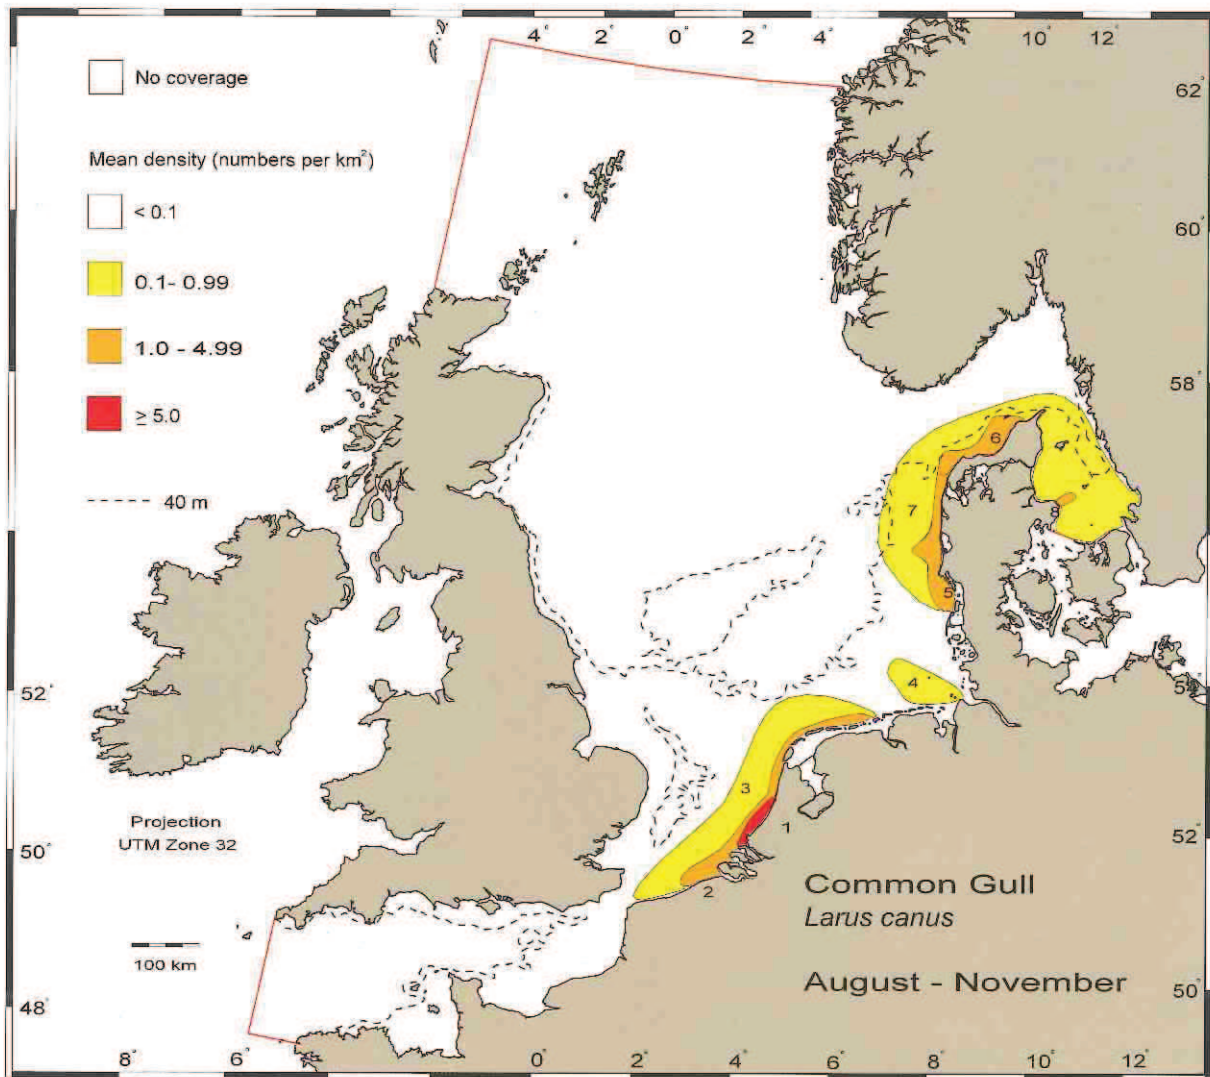 4° 2° 0° 2° 4° 10° 12°
62°
60°
58°
54°
52°
50°
52°
50°
48°
8° 6° 0° 2° 4° 6° 8° 10° 12°
No coverage
Mean density (numbers per km²)
< 0.1
0.1- 0.99
1.0 - 4.99
≥ 5.0
40 m
6
7
8
5
4
3
1
2
Projection
UTM Zone 32
100 km
Common Gull
Larus canus
August - November